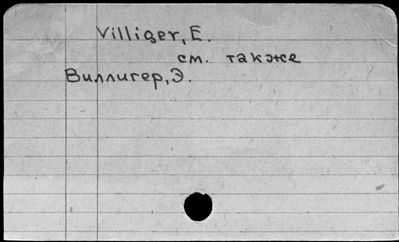 Villiger, E.
см. также
Виллигер, Э.